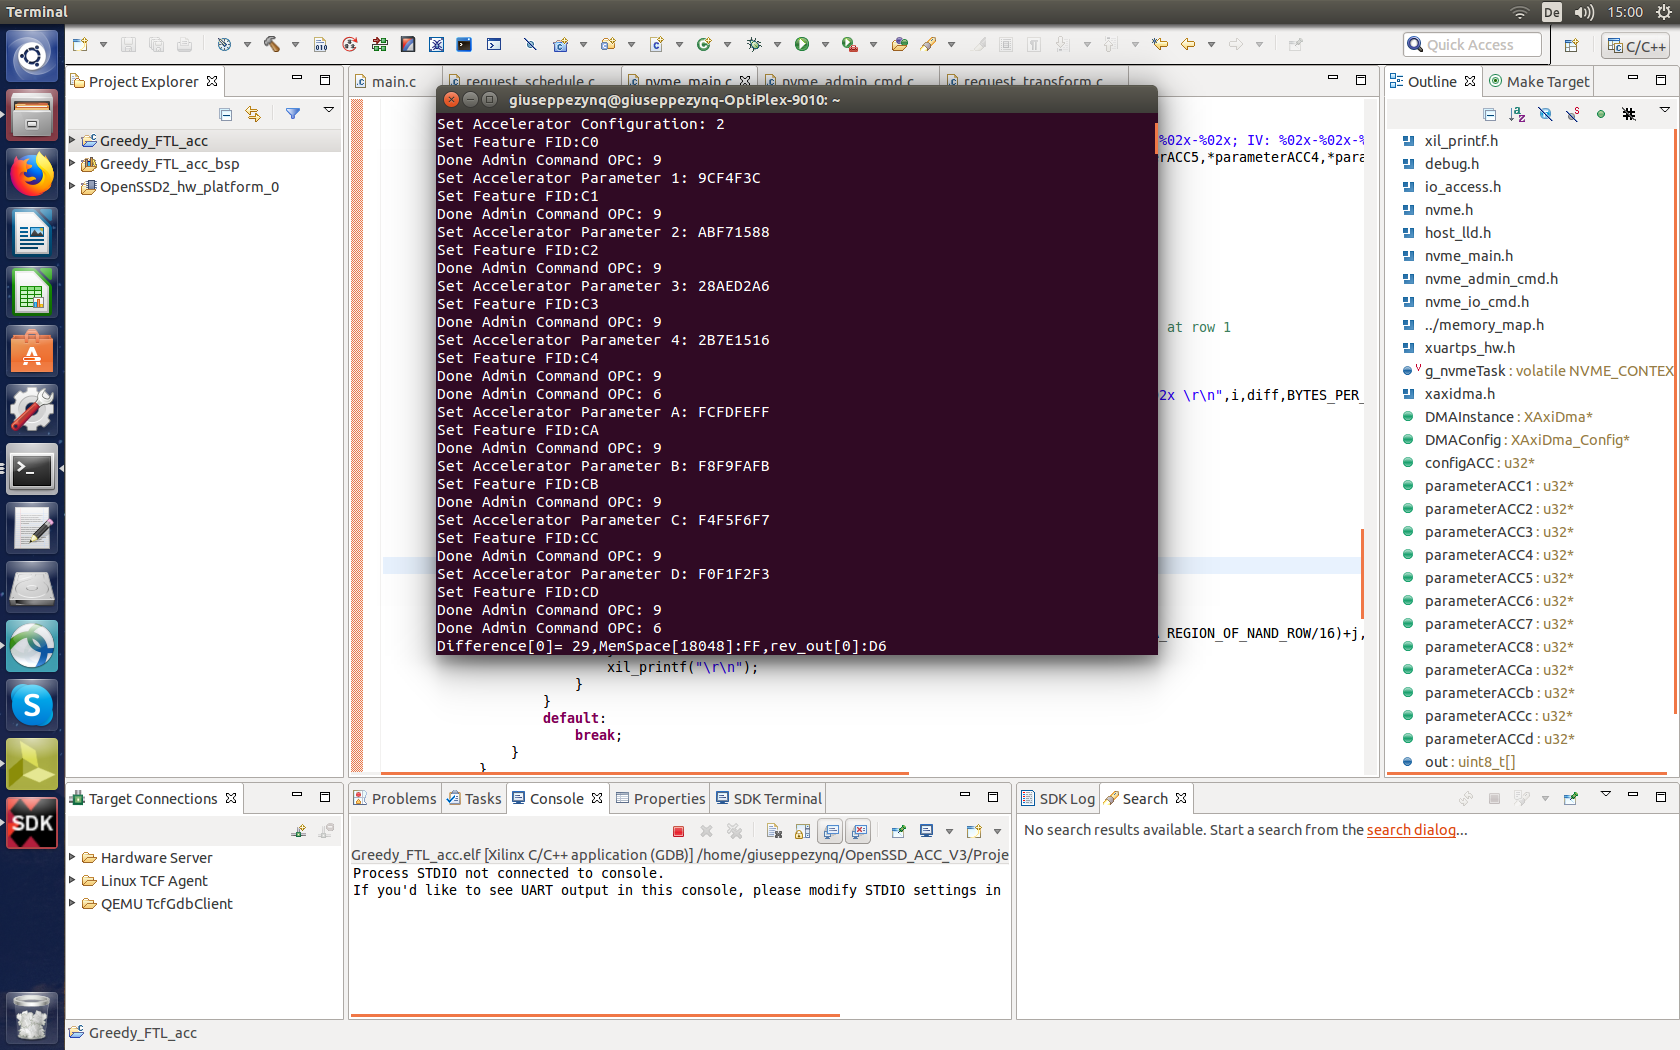 Terminal
De
15:00
Quick Access
C/C++
Project Explorer
Greedy_FTL_acc
Greedy_FTL_acc_bsp
OpenSSD2_hw_platform_0
main.c
request_schedule.c
nvme_main.c
nvme_admin_cmd.c
request_transform.c
giuseppezynq@giuseppezynq-OptiPlex-9010: ~
Set Accelerator Configuration: 2
Set Feature FID:C0
Done Admin Command OPC: 9
Set Accelerator Parameter 1: 9CF4F3C
Set Feature FID:C1
Done Admin Command OPC: 9
Set Accelerator Parameter 2: ABF71588
Set Feature FID:C2
Done Admin Command OPC: 9
Set Accelerator Parameter 3: 28AED2A6
Set Feature FID:C3
Done Admin Command OPC: 9
Set Accelerator Parameter 4: 2B7E1516
Set Feature FID:C4
Done Admin Command OPC: 9
Done Admin Command OPC: 6
Set Accelerator Parameter A: FCFDFEFF
Set Feature FID:CA
Done Admin Command OPC: 9
Set Accelerator Parameter B: F8F9FAFB
Set Feature FID:CB
Done Admin Command OPC: 9
Set Accelerator Parameter C: F4F5F6F7
Set Feature FID:CC
Done Admin Command OPC: 9
Set Accelerator Parameter D: F0F1F2F3
Set Feature FID:CD
Done Admin Command OPC: 9
Done Admin Command OPC: 6
Difference[0]= 29,MemSpace[18048]:FF,rev_out[0]:D6
%02x-%02x; IV: %02x-%02x-%
rACC5,*parameterACC4,*para
at row 1
2x \r\n",i,diff,BYTES_PER_
_REGION_OF_NAND_ROW/16)+j,
xil_printf("\r\n");
}
}
default:
break;
}
}
Outline
Make Target
xil_printf.h
debug.h
io_access.h
nvme.h
host_lld.h
nvme_main.h
nvme_admin_cmd.h
nvme_io_cmd.h
../memory_map.h
xuartps_hw.h
g_nvmeTask : volatile NVME_CONTEX
xaxidma.h
DMAInstance : XAxiDma*
DMAConfig : XAxiDma_Config*
configACC : u32*
parameterACC1 : u32*
parameterACC2 : u32*
parameterACC3 : u32*
parameterACC4 : u32*
parameterACC5 : u32*
parameterACC6 : u32*
parameterACC7 : u32*
parameterACC8 : u32*
parameterACC9 : u32*
parameterACCa : u32*
parameterACCb : u32*
parameterACCc : u32*
parameterACCd : u32*
out : uint8_t[]
Target Connections
Hardware Server
Linux TCF Agent
QEMU TcfGdbClient
Problems
Tasks
Console
Properties
SDK Terminal
Greedy_FTL_acc.elf [Xilinx C/C++ application (GDB)] /home/giuseppezynq/OpenSSD_ACC_V3/Proje
Process STDIO not connected to console.
If you'd like to see UART output in this console, please modify STDIO settings in
SDK Log
Search
No search results available. Start a search from the search dialog...
SDK
Greedy_FTL_acc